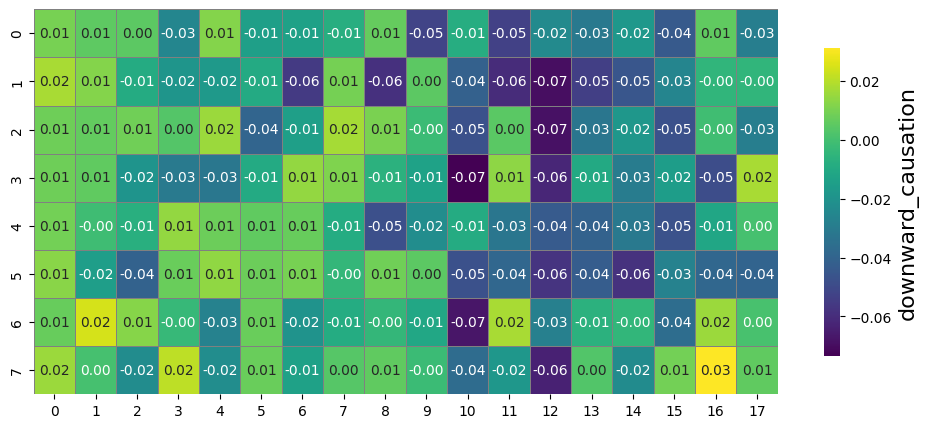 0 0.01 0.01 0.00 -0.03 0.01 -0.01 -0.01 -0.01 0.01 -0.05 -0.01 -0.05 -0.02 -0.03 -0.02 -0.04 0.01 -0.03
1 0.02 0.01 -0.01 -0.02 -0.02 -0.01 -0.06 0.01 -0.06 0.00 -0.04 -0.06 -0.07 -0.05 -0.05 -0.03 -0.00 -0.00
2 0.01 0.01 0.01 0.00 0.02 -0.04 -0.01 0.02 0.01 -0.00 -0.05 0.00 -0.07 -0.03 -0.02 -0.05 -0.00 -0.03
3 0.01 0.01 -0.02 -0.03 -0.03 -0.01 0.01 0.01 -0.01 -0.01 -0.07 0.01 -0.06 -0.01 -0.03 -0.02 -0.05 0.02
4 0.01 -0.00 -0.01 0.01 0.01 0.01 0.01 -0.01 -0.05 -0.02 -0.01 -0.03 -0.04 -0.04 -0.03 -0.05 -0.01 0.00
5 0.01 -0.02 -0.04 0.01 0.01 0.01 0.01 -0.00 0.01 0.00 -0.05 -0.04 -0.06 -0.04 -0.06 -0.03 -0.04 -0.04
6 0.01 0.02 0.01 -0.00 -0.03 0.01 -0.02 -0.01 -0.00 -0.01 -0.07 0.02 -0.03 -0.01 -0.00 -0.04 0.02 0.00
7 0.02 0.00 -0.02 0.02 -0.02 0.01 -0.01 0.00 0.01 -0.00 -0.04 -0.02 -0.06 0.00 -0.02 0.01 0.03 0.01
0 1 2 3 4 5 6 7 8 9 10 11 12 13 14 15 16 17
0.02
0.00
−0.02
−0.04
−0.06
downward_causation